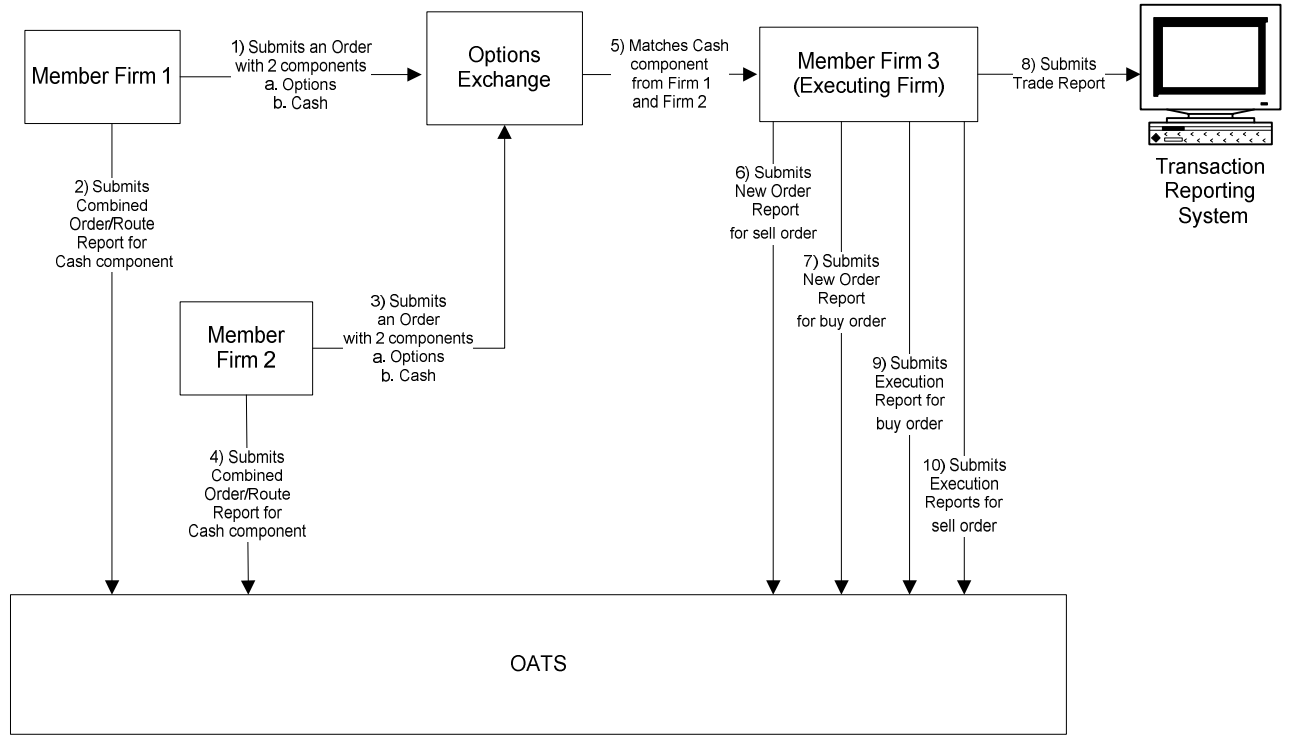 Member Firm 1
1) Submits an Order
with 2 components
a. Options
b. Cash
Options
Exchange
5) Matches Cash
component
from Firm 1
and Firm 2
Member Firm 3
(Executing Firm)
8) Submits
Trade Report
Transaction
Reporting
System
2) Submits
Combined
Order/Route
Report for
Cash component
Member
Firm 2
3) Submits
an Order
with 2 components
a. Options
b. Cash
4) Submits
Combined
Order/Route
Report for
Cash component
6) Submits
New Order
Report
for sell order
7) Submits
New Order
Report
for buy order
9) Submits
Execution
Report for
buy order
10) Submits
Execution
Reports for
sell order
OATS